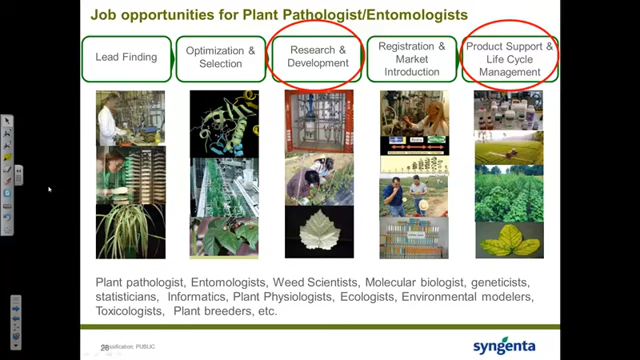 Job opportunities for Plant Pathologist/Entomologists
Lead Finding
Optimization &
Selection
Research &
Development
Registration &
Market
Introduction
Product Support &
Life Cycle
Management
Plant pathologist, Entomologists, Weed Scientists, Molecular biologist, geneticists,
statisticians, Informatics, Plant Physiologists, Ecologists, Environmental modelers,
Toxicologists, Plant breeders, etc.
PUBLIC
syngenta